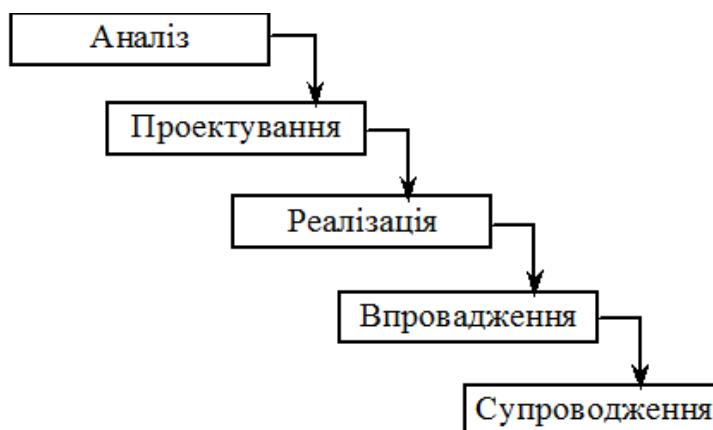 Аналіз
Проектування
Реалізація
Впровадження
Супроводження